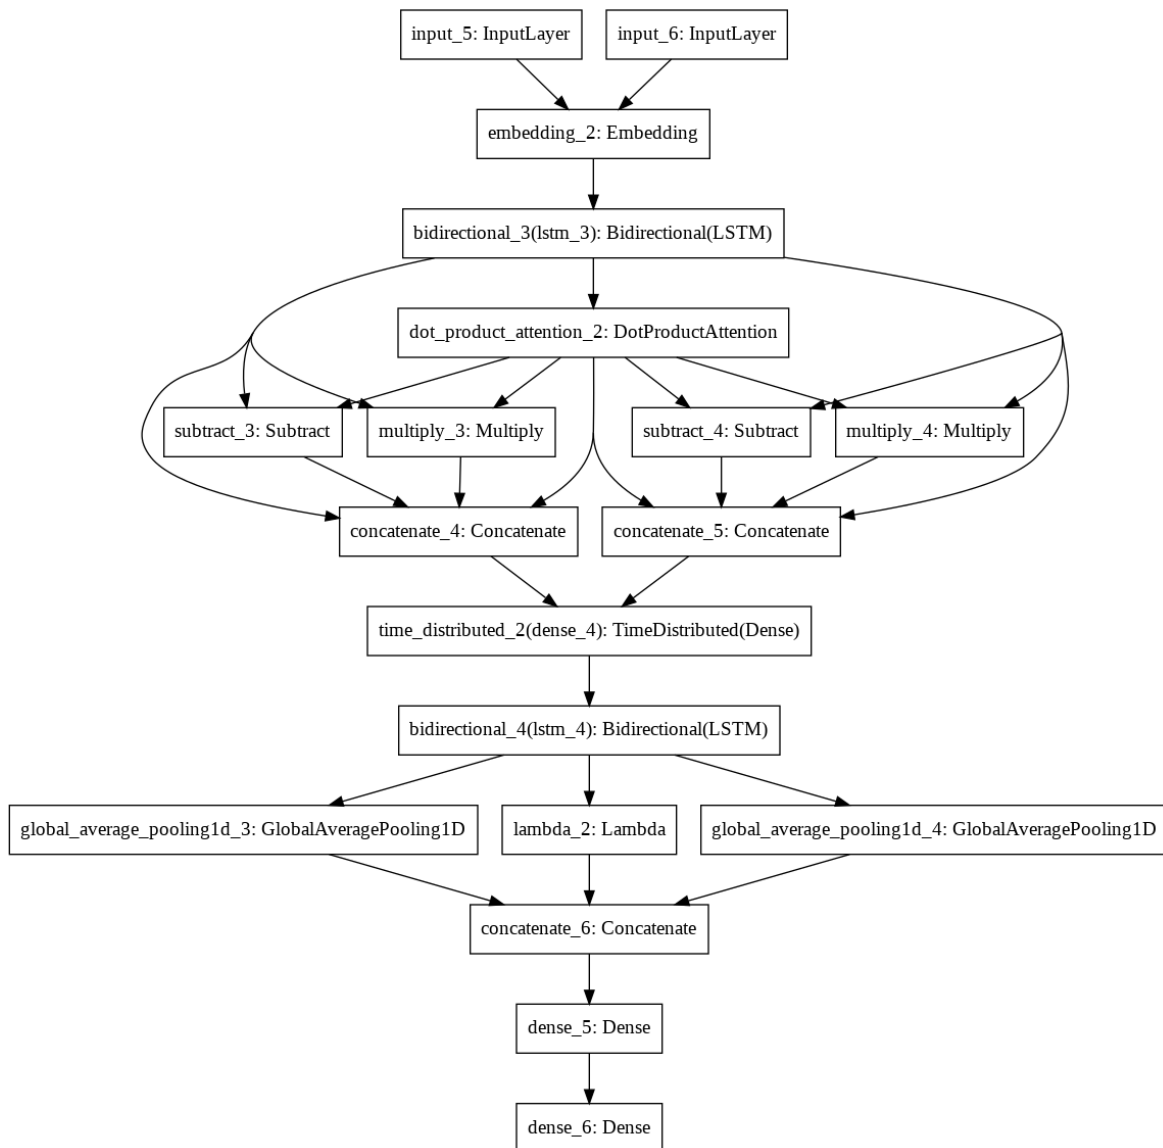 input_5: InputLayer
input_6: InputLayer
embedding_2: Embedding
bidirectional_3(lstm_3): Bidirectional(LSTM)
dot_product_attention_2: DotProductAttention
subtract_3: Subtract
multiply_3: Multiply
subtract_4: Subtract
multiply_4: Multiply
concatenate_4: Concatenate
concatenate_5: Concatenate
time_distributed_2(dense_4): TimeDistributed(Dense)
bidirectional_4(lstm_4): Bidirectional(LSTM)
global_average_pooling1d_3: GlobalAveragePooling1D
lambda_2: Lambda
global_average_pooling1d_4: GlobalAveragePooling1D
concatenate_6: Concatenate
dense_5: Dense
dense_6: Dense